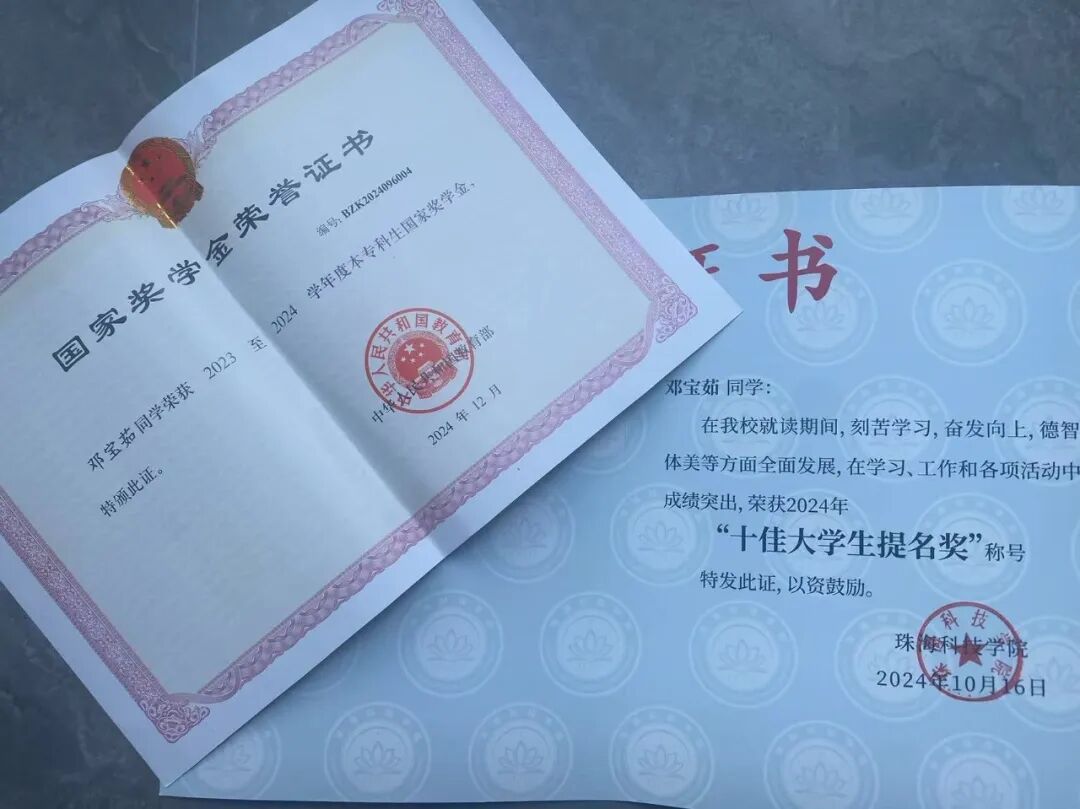 国家奖学金荣誉证书
编号: BZK2024096004
邓宝茹同学荣获 2023 至 2024 学年度本专科生国家奖学金，
特颁此证。
中华人民共和国教育部
2024 年 12 月
证书
邓宝茹 同学:
在我校就读期间, 刻苦学习, 奋发向上, 德智
体美等方面全面发展, 在学习、工作和各项活动中
成绩突出, 荣获2024年
“十佳大学生提名奖”称号
特发此证, 以资鼓励。
珠海科技学院
2024年10月16日